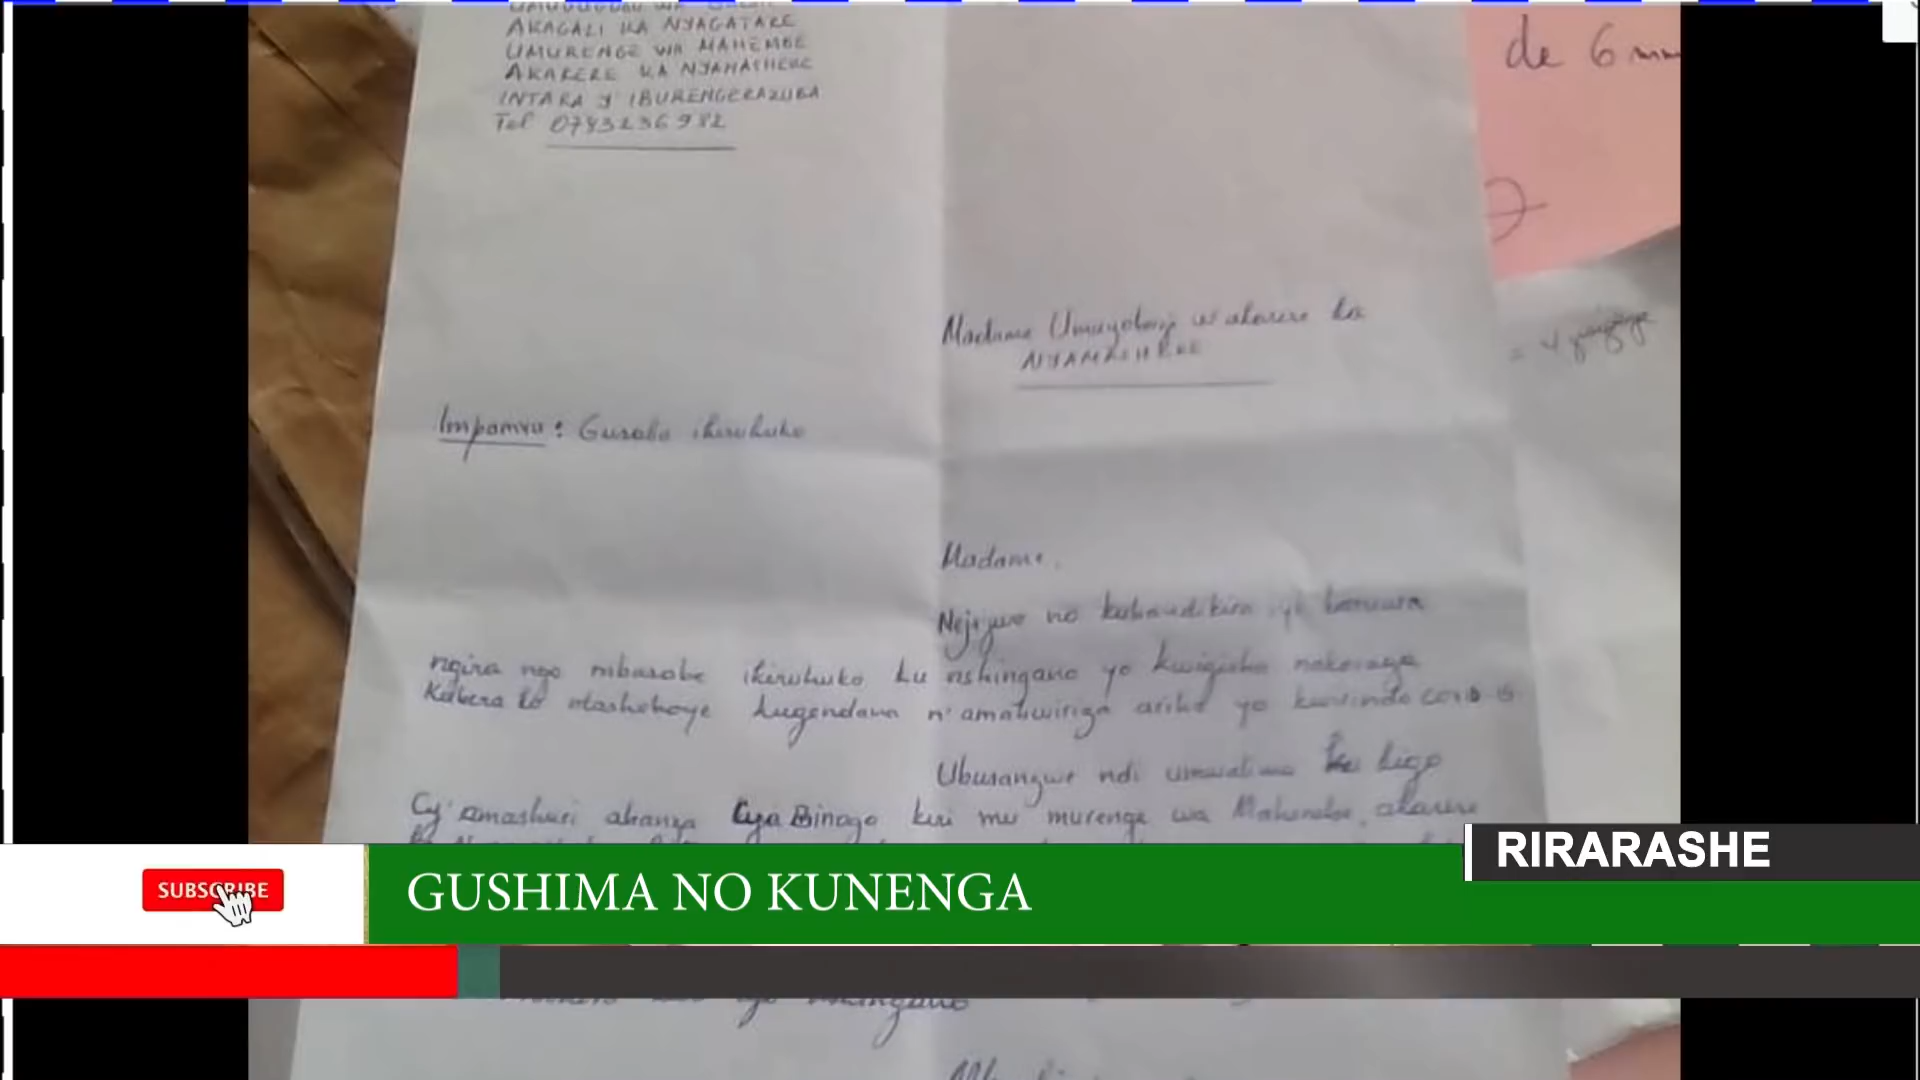 AKAGALI KA NYAGATARE
UMURENGE WA MAHEMBE
AKARERE KA NYAMASHEKE
INTARA Y'IBURENGERAZUBA
Tel 0783236982
de 6
Madame Umuyobozi w'akarere ka
NYAMASHEKE
Impamvu: Gusaba ikiruhuko
Madame,
Nejejwe no kubandikira
ngira ngo mbasabe ikiruhuko ku nshingano yo kwigisha nakoraga
Kubera ko ntashoboye kugendana n'amabwiriza ariho yo kwirinda covid 19
Ubusanzwe ndi umwalimu ku kigo
Cy'amashuri abanza Cya Binogo kiri mu murenge wa Mahembe, akarere
RIRARASHE
SUBSCRIBE
GUSHIMA NO KUNENGA